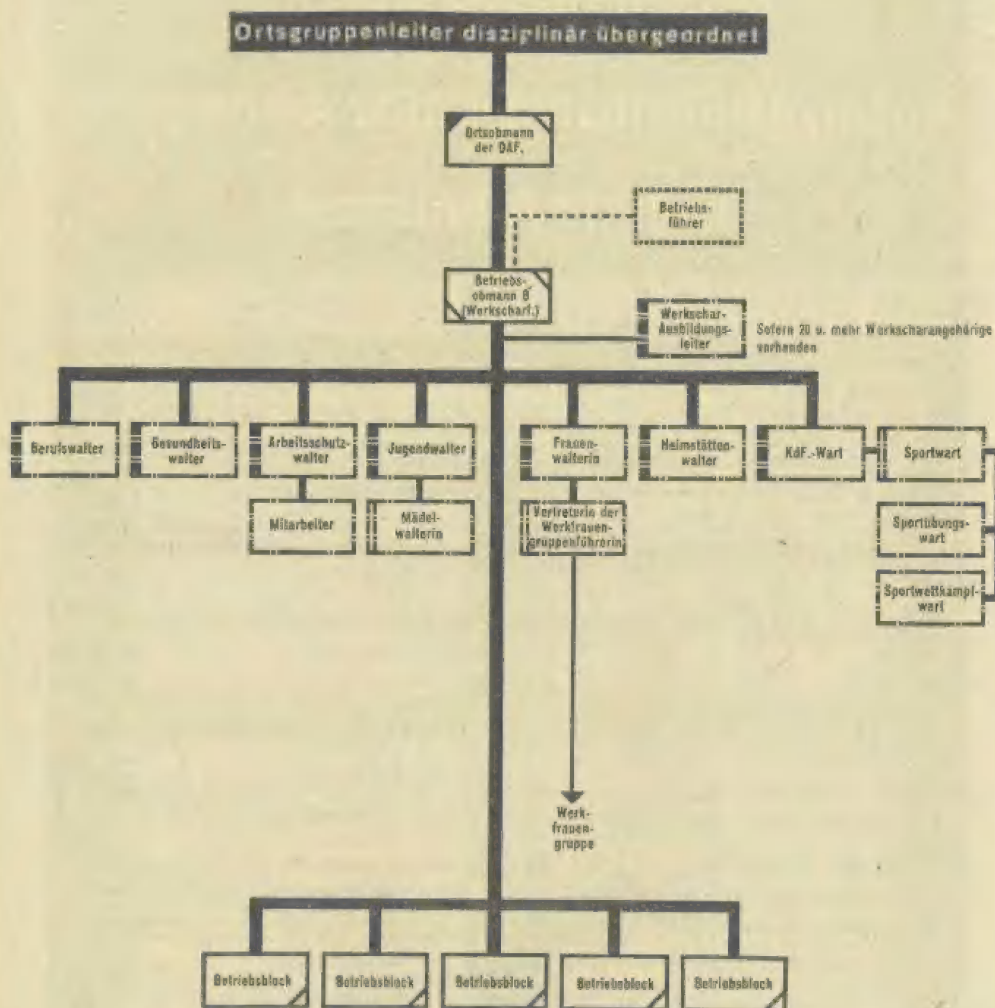 Ortsgruppenleiter disziplinär übergeordnet
Ortsobmann
der DAF.
Betriebs-
führer
Betriebs-
obmann B
(Werkscharf.)
Werkschar-
Ausbildungs-
leiter
Sofern 20 u. mehr Werkscharangehörige
vorhanden
Berufswalter
Gesundheits-
walter
Arbeitsschutz-
walter
Jugendwalter
Frauen-
walterin
Heimstätten-
walter
KdF.-Wart
Sportwart
Mitarbeiter
Mädel-
walterin
Vertreterin der
Werkfrauen-
gruppenführerin
Sportübungs-
wart
Sportwettkampf-
wart
Werk-
frauen-
gruppe
Betriebsblock
Betriebsblock
Betriebsblock
Betriebsblock
Betriebsblock